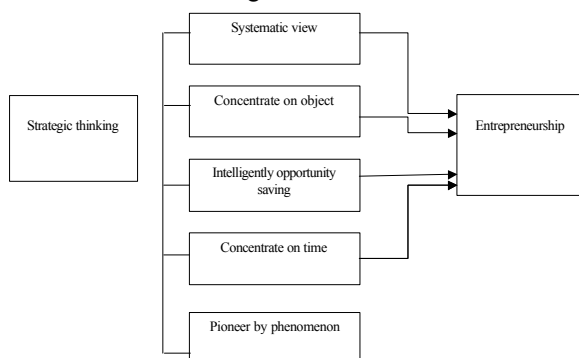 Systematic view
Strategic thinking
Concentrate on object
Entrepreneurship
Intelligently opportunity
saving
Concentrate on time
Pioneer by phenomenon